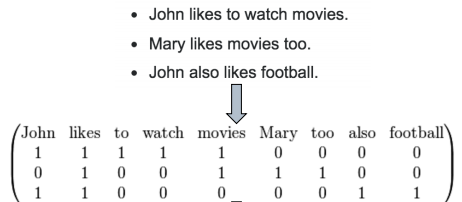 • John likes to watch movies.
• Mary likes movies too.
• John also likes football.
John likes to watch movies Mary too also football
1 1 1 1 1 0 0 0 0
0 1 0 0 1 1 1 0 0
1 1 0 0 0 0 0 1 1